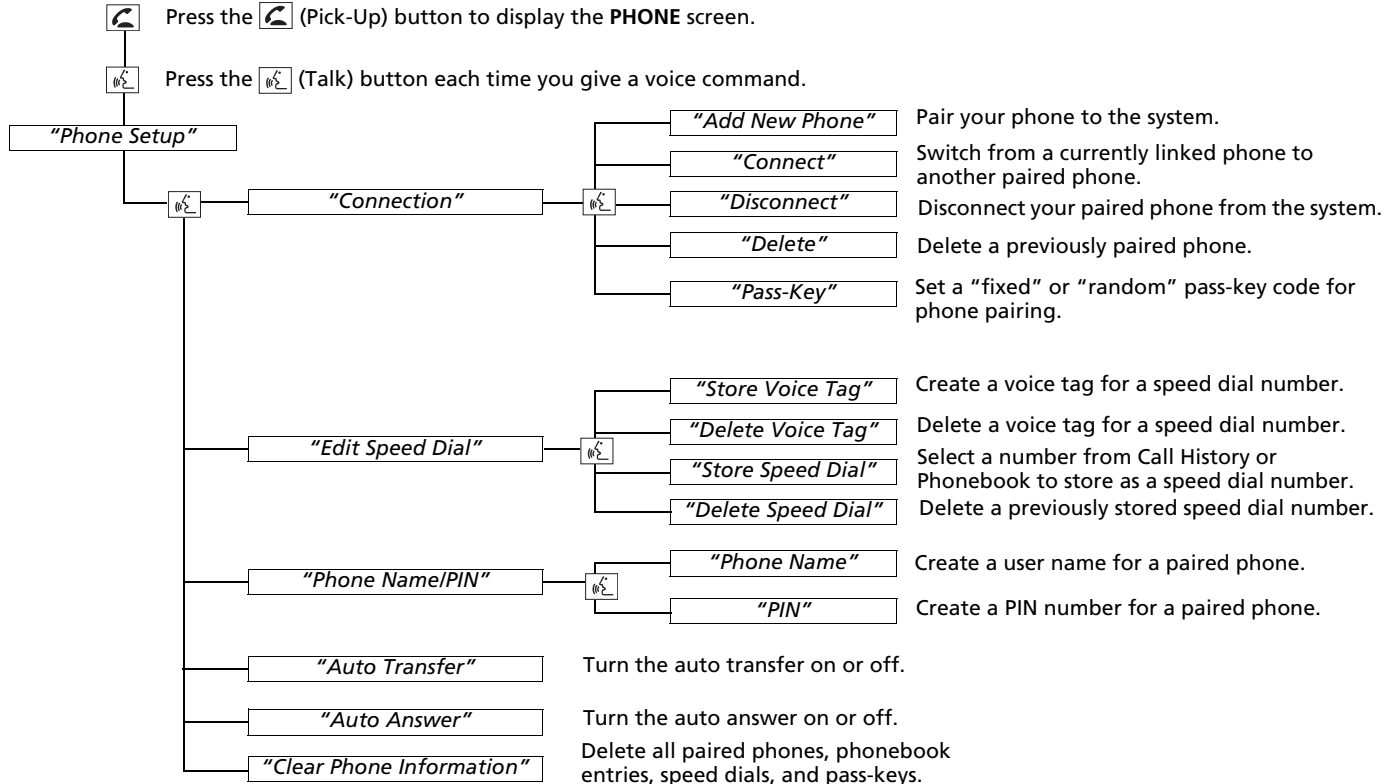 Press the (Pick-Up) button to display the PHONE screen.
Press the (Talk) button each time you give a voice command.
"Phone Setup"
"Connection"
"Add New Phone"
Pair your phone to the system.
"Connect"
Switch from a currently linked phone to
another paired phone.
"Disconnect"
Disconnect your paired phone from the system.
"Delete"
Delete a previously paired phone.
"Pass-Key"
Set a "fixed" or "random" pass-key code for
phone pairing.
"Edit Speed Dial"
"Store Voice Tag"
Create a voice tag for a speed dial number.
"Delete Voice Tag"
Delete a voice tag for a speed dial number.
"Store Speed Dial"
Select a number from Call History or
Phonebook to store as a speed dial number.
"Delete Speed Dial"
Delete a previously stored speed dial number.
"Phone Name/PIN"
"Phone Name"
Create a user name for a paired phone.
"PIN"
Create a PIN number for a paired phone.
"Auto Transfer"
Turn the auto transfer on or off.
"Auto Answer"
Turn the auto answer on or off.
"Clear Phone Information"
Delete all paired phones, phonebook
entries, speed dials, and pass-keys.